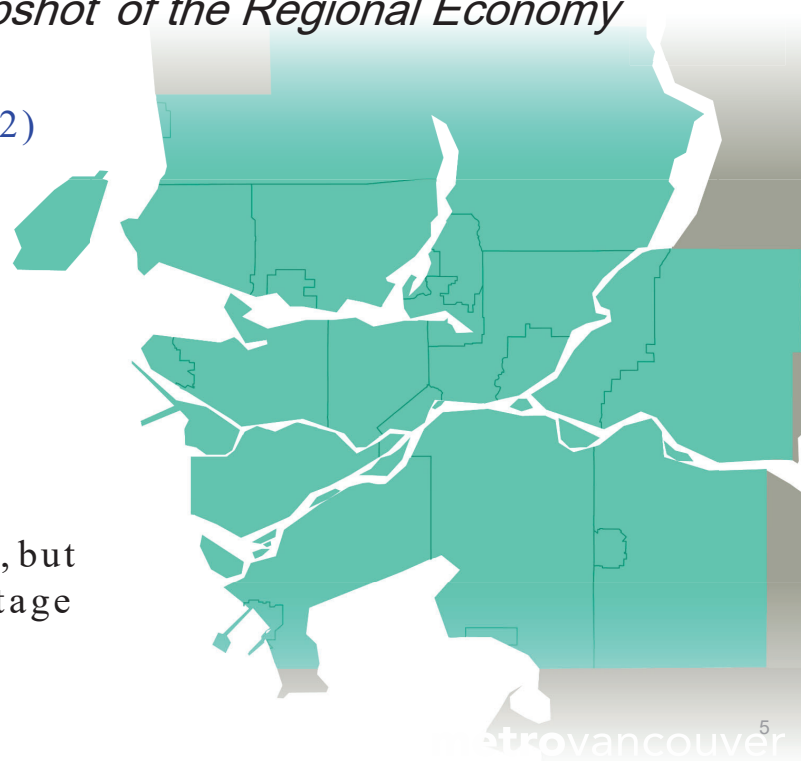 pshot of the Regional Economy
2)
, but
tage
5
metrovancouver